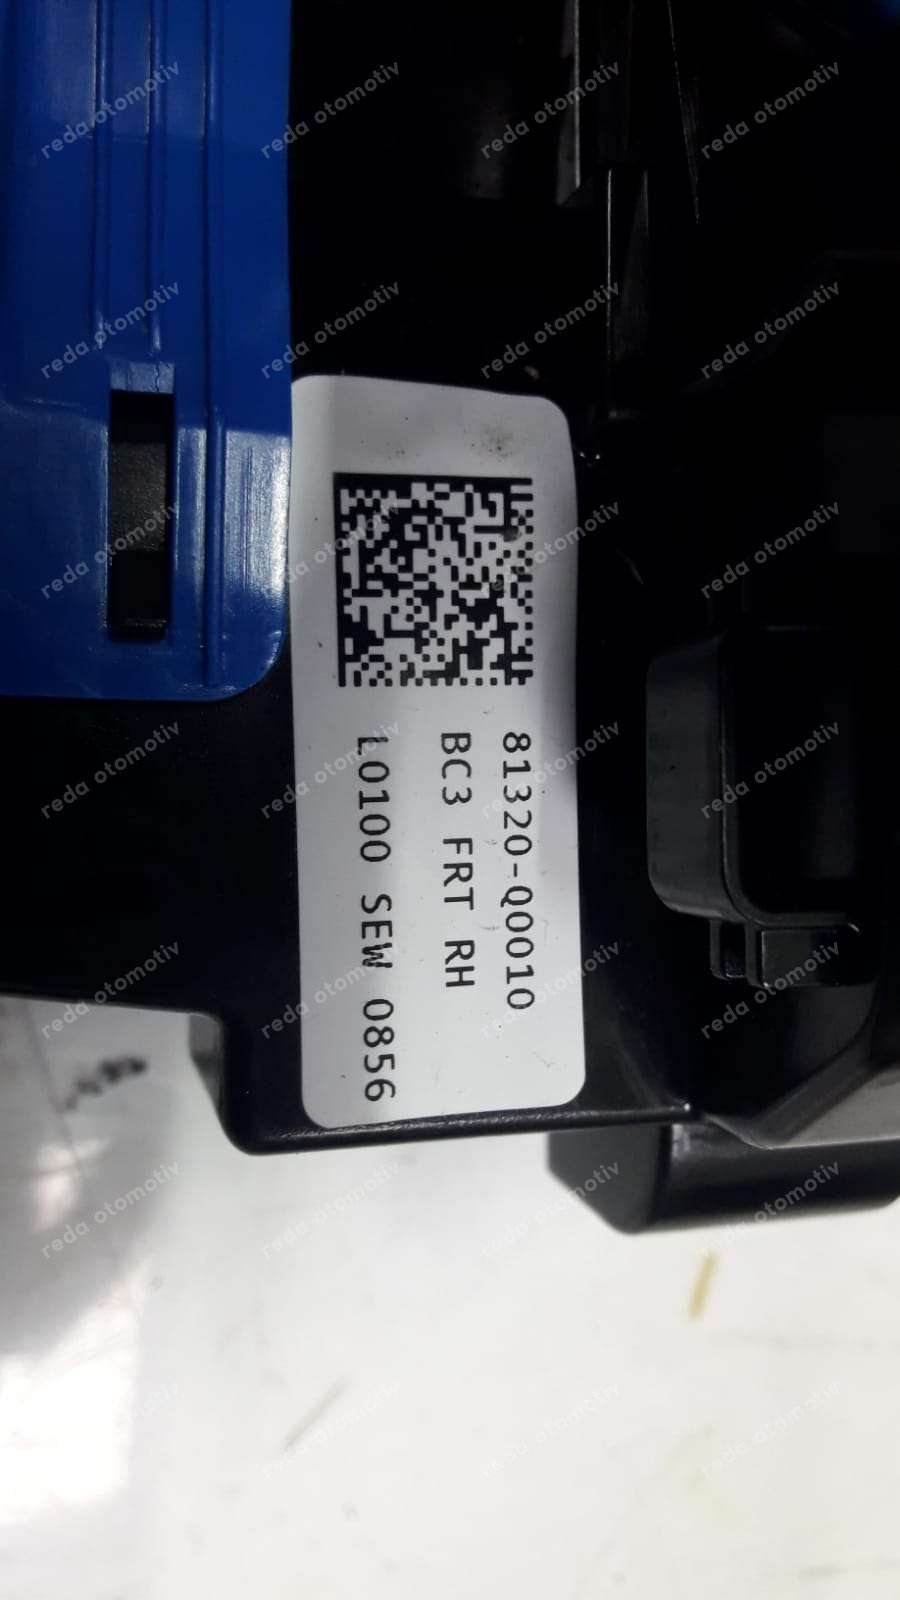 81320-Q0010
BC3 FRT RH
L0100 SEW 0856
reda otomotiv